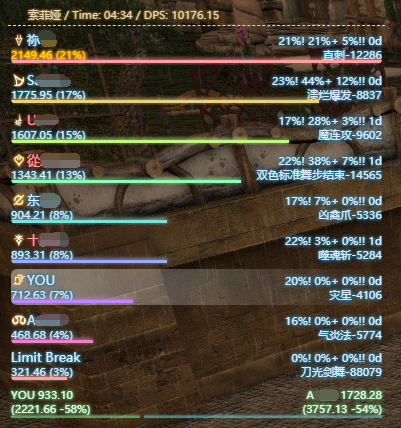 索菲娅 / Time: 04:34 / DPS: 10176.15
祢 21%! 21%+ 5%!! 0d
2149.46 (21%) 直刺-12286
S 23%! 44%+ 12%!! 0d
1775.95 (17%) 溃烂爆发-8837
U 17%! 28%+ 3%!! 1d
1607.05 (15%) 魔连攻-9602
從 22%! 38%+ 7%!! 1d
1343.41 (13%) 双色标准舞步结束-14565
东 17%! 7%+ 0%!! 0d
904.21 (8%) 凶禽爪-5336
十 22%! 3%+ 0%!! 1d
893.31 (8%) 噬魂斩-5284
YOU 20%! 0%+ 0%!! 0d
712.63 (7%) 灾星-4106
A 16%! 0%+ 0%!! 0d
468.68 (4%) 气炎法-5774
Limit Break 0%! 0%+ 0%!! 0d
321.46 (3%) 刀光剑舞-88079
YOU 933.10 A 1728.28
(2221.66 -58%) (3757.13 -54%)